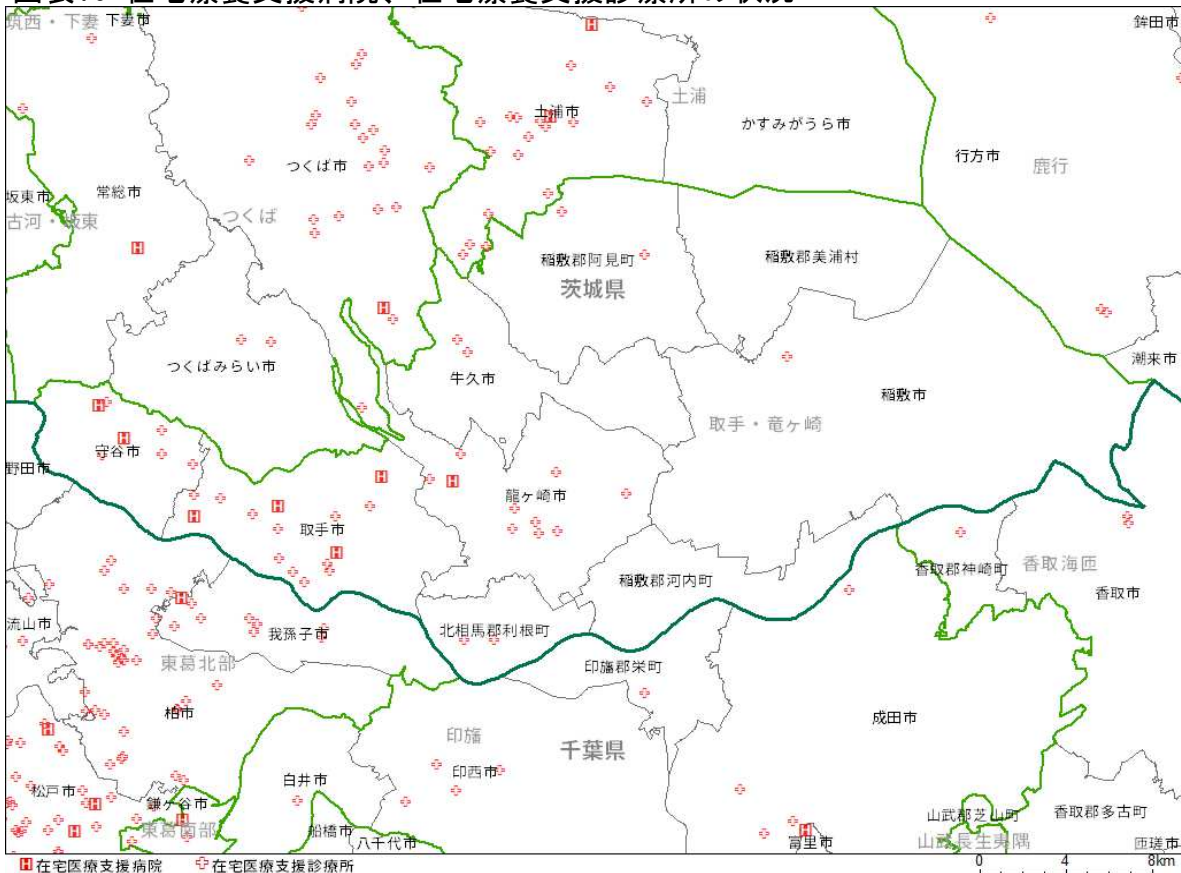 筑西・下妻
下妻市
鉾田市
土浦市
土浦
かすみがうら市
行方市
鹿行
つくば市
坂東市
常総市
古河・坂東
つくば
稲敷郡阿見町
稲敷郡美浦村
茨城県
つくばみらい市
牛久市
潮来市
稲敷市
取手・竜ヶ崎
守谷市
野田市
龍ヶ崎市
取手市
稲敷郡河内町
香取郡神崎町
香取海匝
香取市
流山市
我孫子市
北相馬郡利根町
東葛北部
印旛郡栄町
柏市
成田市
印旛
千葉県
印西市
白井市
松戸市
鎌ヶ谷市
東葛南部
船橋市
八千代市
富里市
山武郡芝山町
香取郡多古町
山武長生夷隅
匝瑳市
在宅医療支援病院 在宅医療支援診療所
0 4 8km